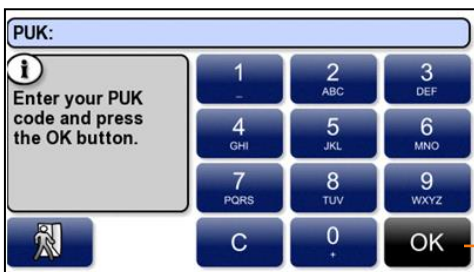 PUK:
i
Enter your PUK
code and press
the OK button.
1 2 3
_ ABC DEF
4 5 6
GHI JKL MNO
7 8 9
PQRS TUV WXYZ
C 0 OK
+